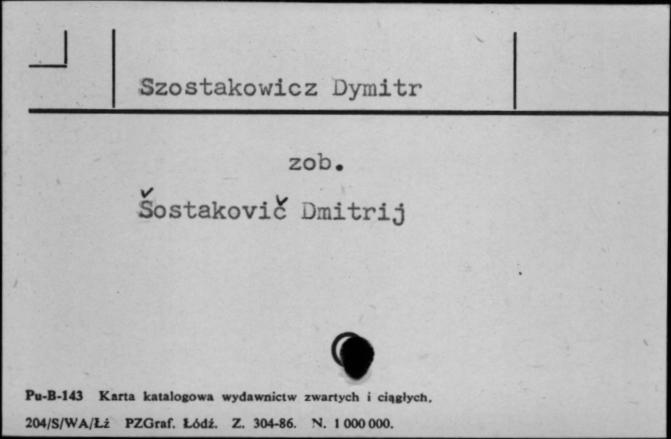 Szostakowicz Dymitr
zob.
Šostakovič Dmitrij
Pu-B-143 Karta katalogowa wydawnictw zwartych i ciągłych.
204/S/WA/Łż PZGraf. Łódź. Z. 304-86. N. 1 000 000.